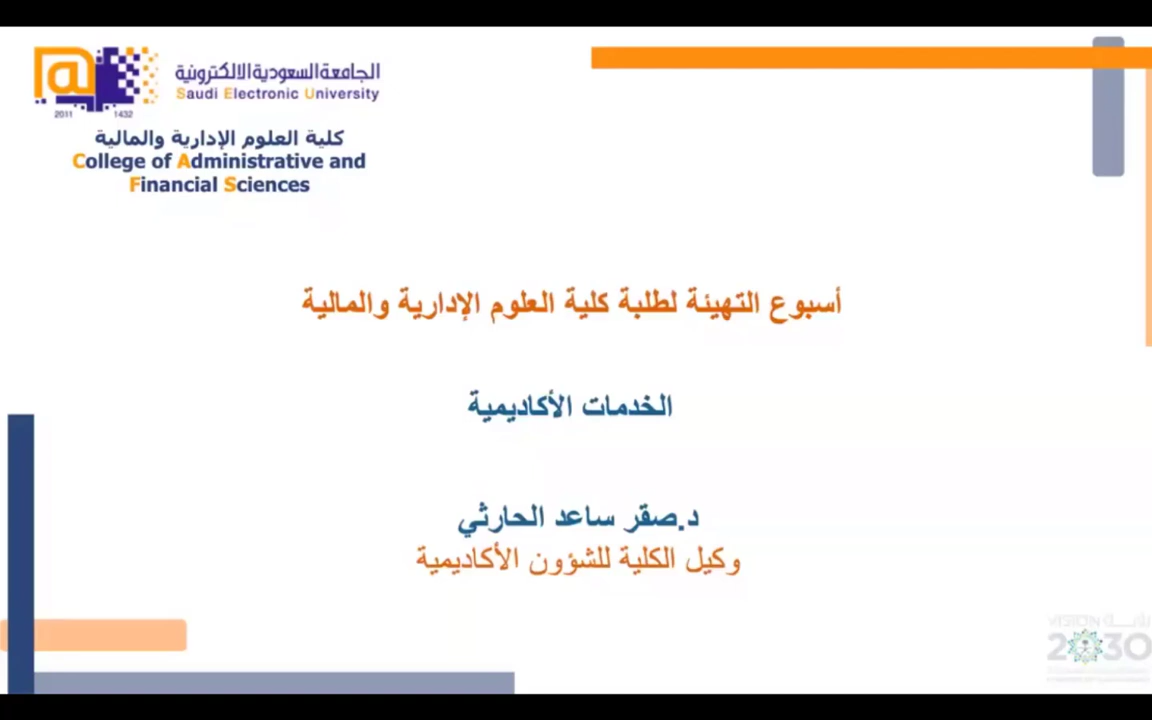 الجامعة السعودية الالكترونية
Saudi Electronic University
2011 1432
كلية العلوم الإدارية والمالية
College of Administrative and
Financial Sciences
أسبوع التهيئة لطلبة كلية العلوم الإدارية والمالية
الخدمات الأكاديمية
د.صقر ساعد الحارثي
وكيل الكلية للشؤون الأكاديمية
VISION رؤيـــة
2030